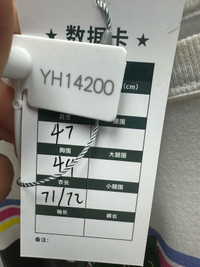 ★ 数据卡 ★
YH14200
(cm)
47
胸围 大腿围
44
衣长 小腿围
71/72
袖长 裤长
备注: